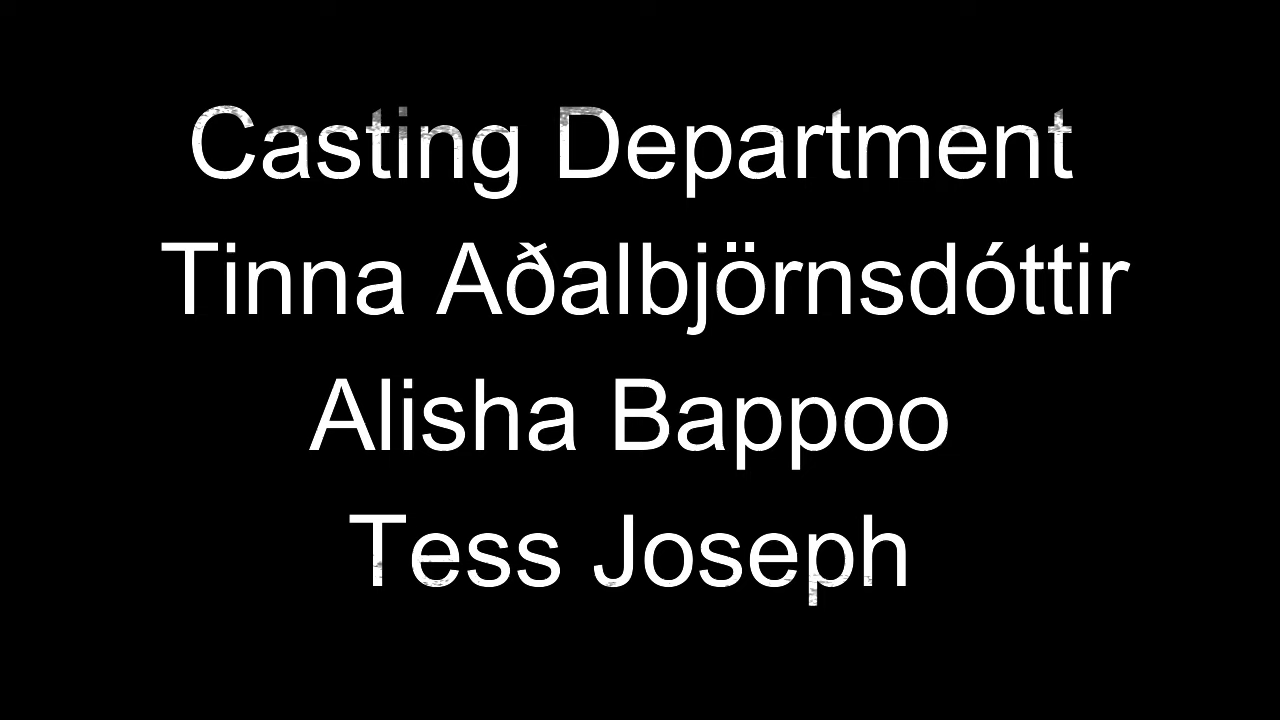 Casting Department
Tinna Aðalbjörnsdóttir
Alisha Bappoo
Tess Joseph